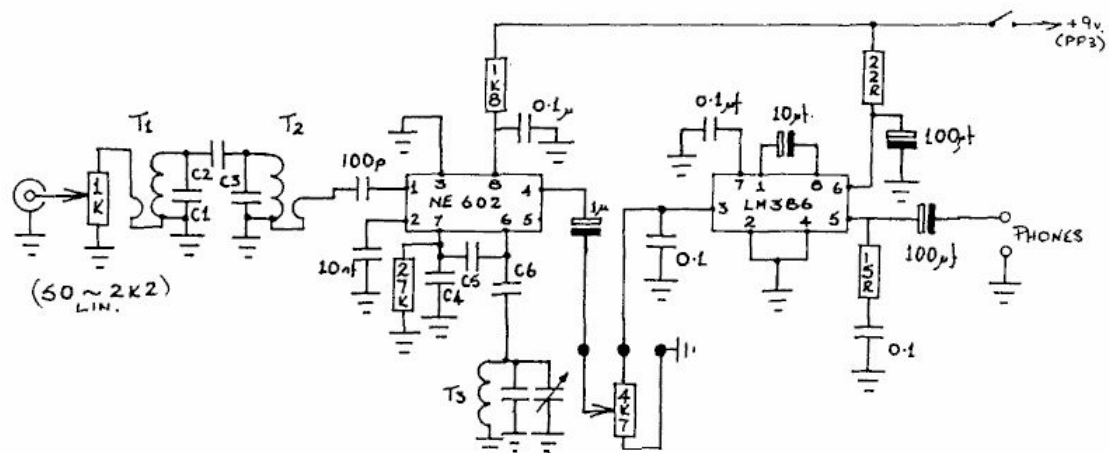 +9v.
(PP3)
1K8
0.1µ
22R
0.1µf
10µf.
100µf
T1
T2
C2
C3
C1
1K
(50 ~ 2K2)
LIN.
100p
1
3
8
4
NE 602
2
7
6
5
1µ
7
1
8
6
3
LM386
2
4
5
10nf
27K
C4
C5
C6
0.1
15R
100µf
PHONES
0.1
T3
4K7